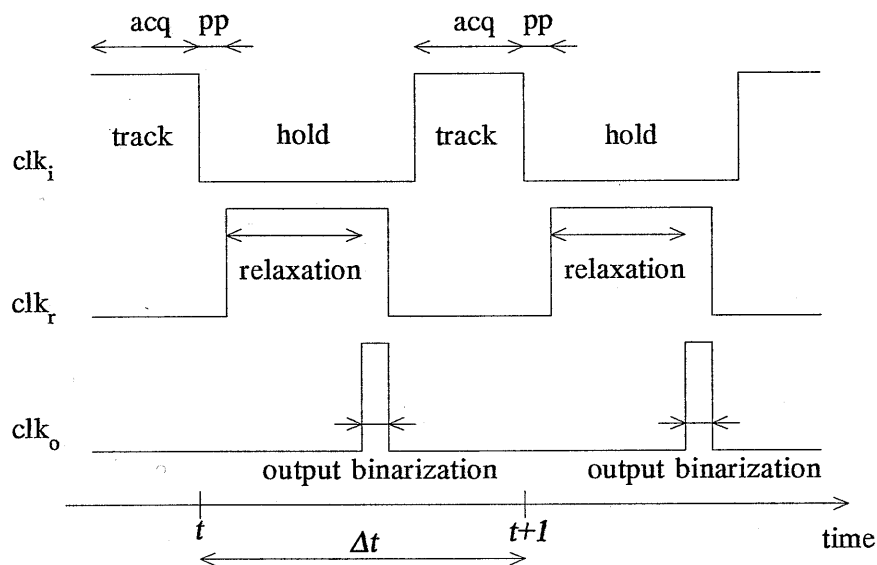 acq pp acq pp
track hold track hold
clk_i
relaxation relaxation
clk_r
clk_o
output binarization output binarization
t t+1
Δt time